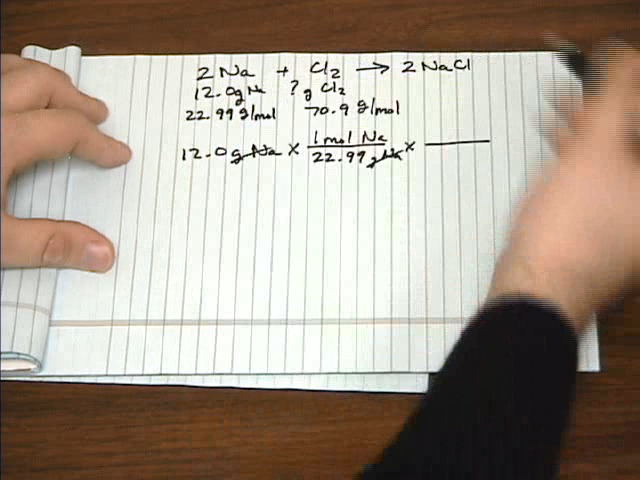 2 Na + Cl2 → 2 NaCl
12.0g Na ? g Cl2
22.99 g/mol 70.9 g/mol
12.0 g Na x 1 mol Na x
22.99 g Na